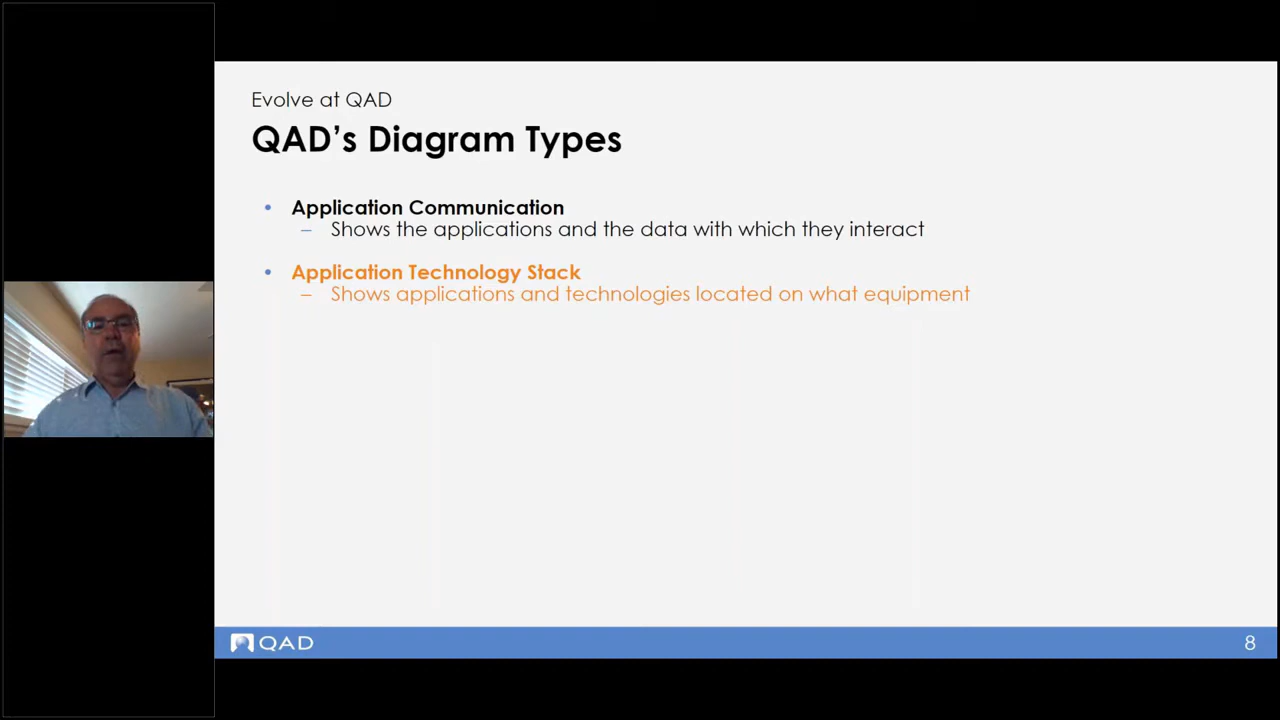 Evolve at QAD
QAD's Diagram Types
• Application Communication
– Shows the applications and the data with which they interact
• Application Technology Stack
– Shows applications and technologies located on what equipment
QAD
8